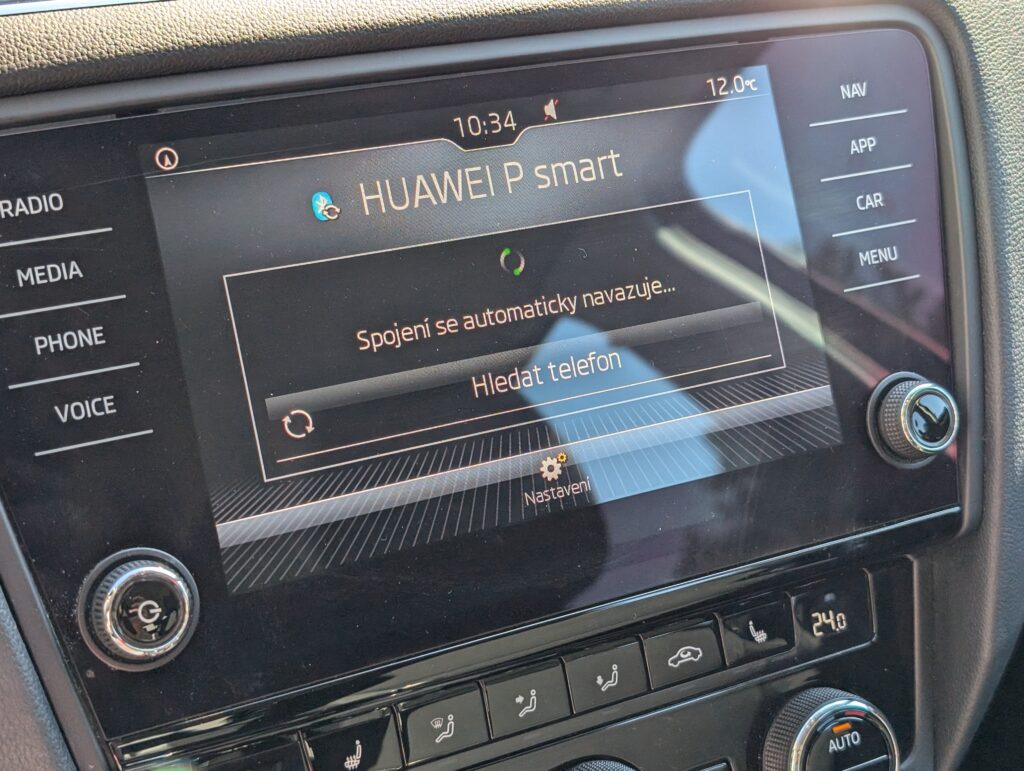 10:34
12.0°C
HUAWEI P smart
Spojení se automaticky navazuje...
Hledat telefon
Nastavení
RADIO
MEDIA
PHONE
VOICE
NAV
APP
CAR
MENU
24.0
AUTO